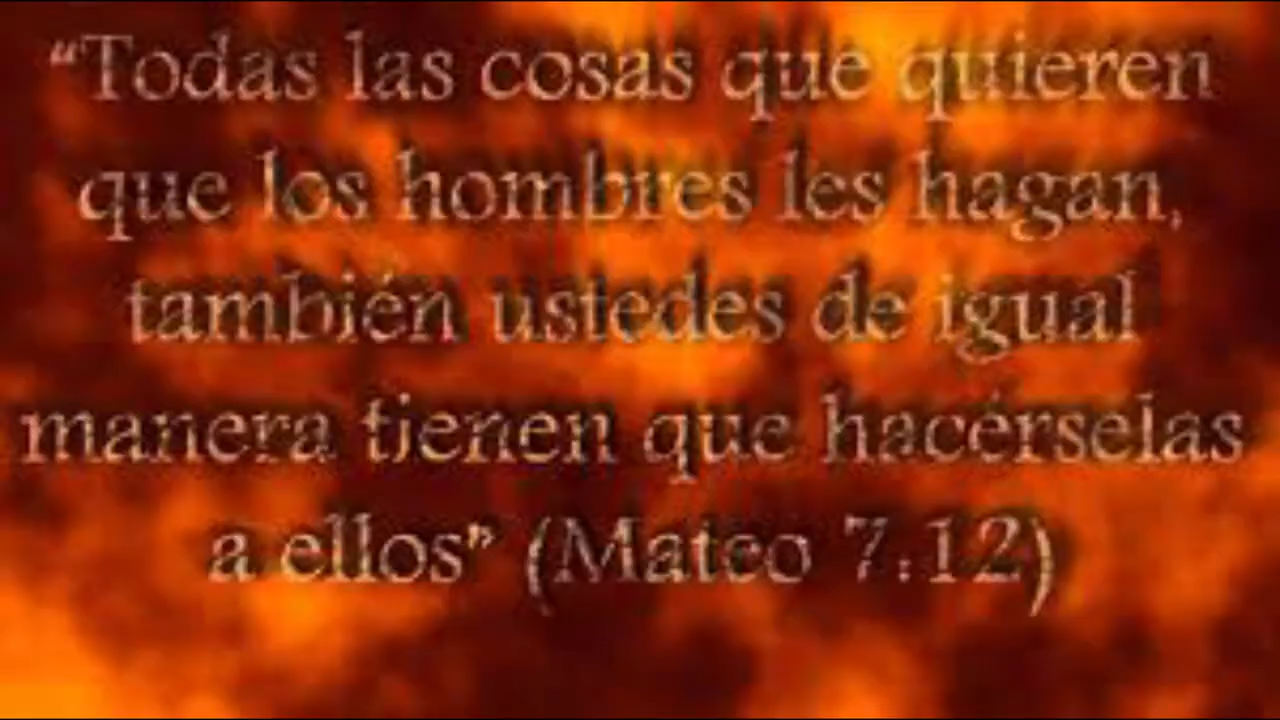 “Todas las cosas que quieren
que los hombres les hagan,
también ustedes de igual
manera tienen que hacérselas
a ellos” (Mateo 7:12)